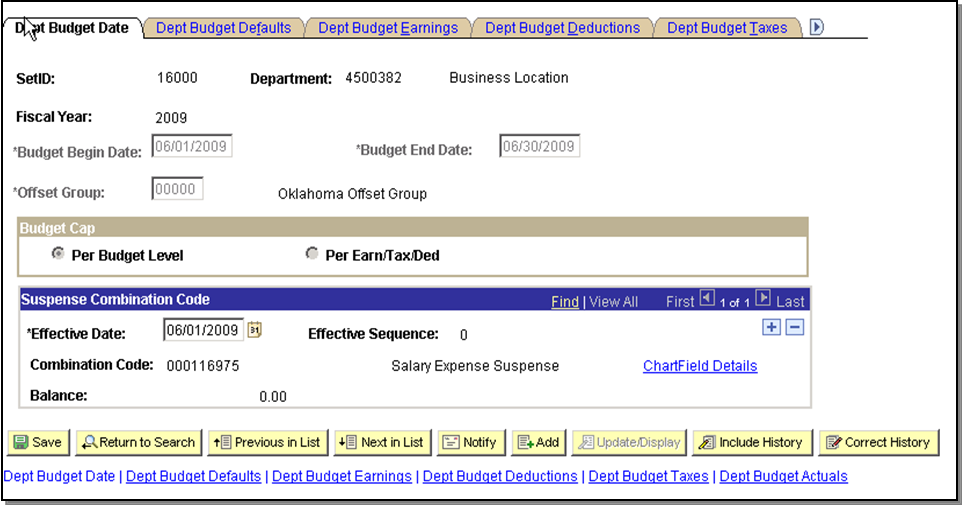 Dept Budget Date Dept Budget Defaults Dept Budget Earnings Dept Budget Deductions Dept Budget Taxes
SetID: 16000 Department: 4500382 Business Location
Fiscal Year: 2009
*Budget Begin Date: 06/01/2009 *Budget End Date: 06/30/2009
*Offset Group: 00000 Oklahoma Offset Group
Budget Cap
Per Budget Level Per Earn/Tax/Ded
Suspense Combination Code Find | View All First 1 of 1 Last
*Effective Date: 06/01/2009 31 Effective Sequence: 0
Combination Code: 000116975 Salary Expense Suspense ChartField Details
Balance: 0.00
Save Return to Search Previous in List Next in List Notify Add Update/Display Include History Correct History
Dept Budget Date | Dept Budget Defaults | Dept Budget Earnings | Dept Budget Deductions | Dept Budget Taxes | Dept Budget Actuals